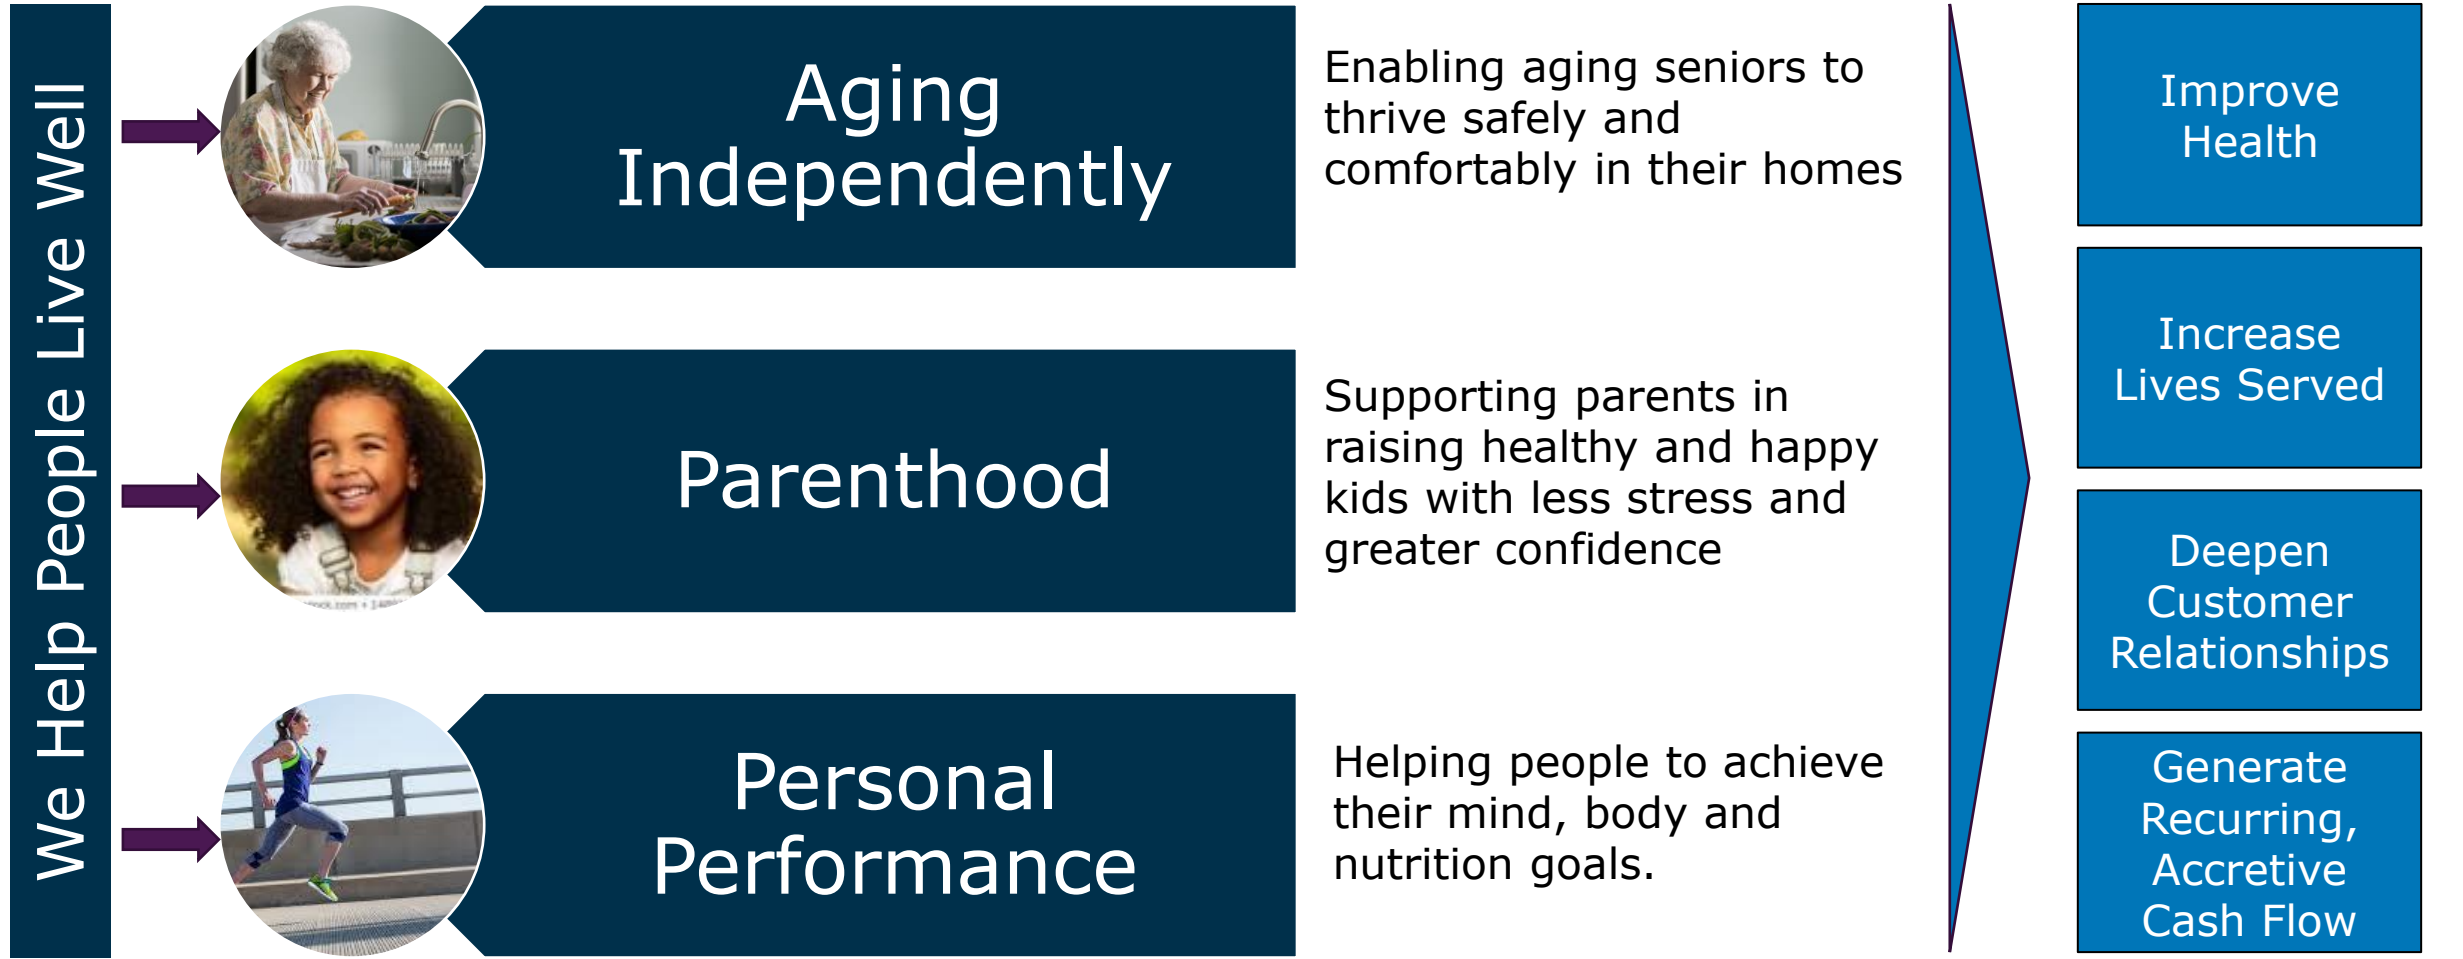 We Help People Live Well
Aging
Independently
Enabling aging seniors to
thrive safely and
comfortably in their homes
Parenthood
Supporting parents in
raising healthy and happy
kids with less stress and
greater confidence
Personal
Performance
Helping people to achieve
their mind, body and
nutrition goals.
Improve
Health
Increase
Lives Served
Deepen
Customer
Relationships
Generate
Recurring,
Accretive
Cash Flow